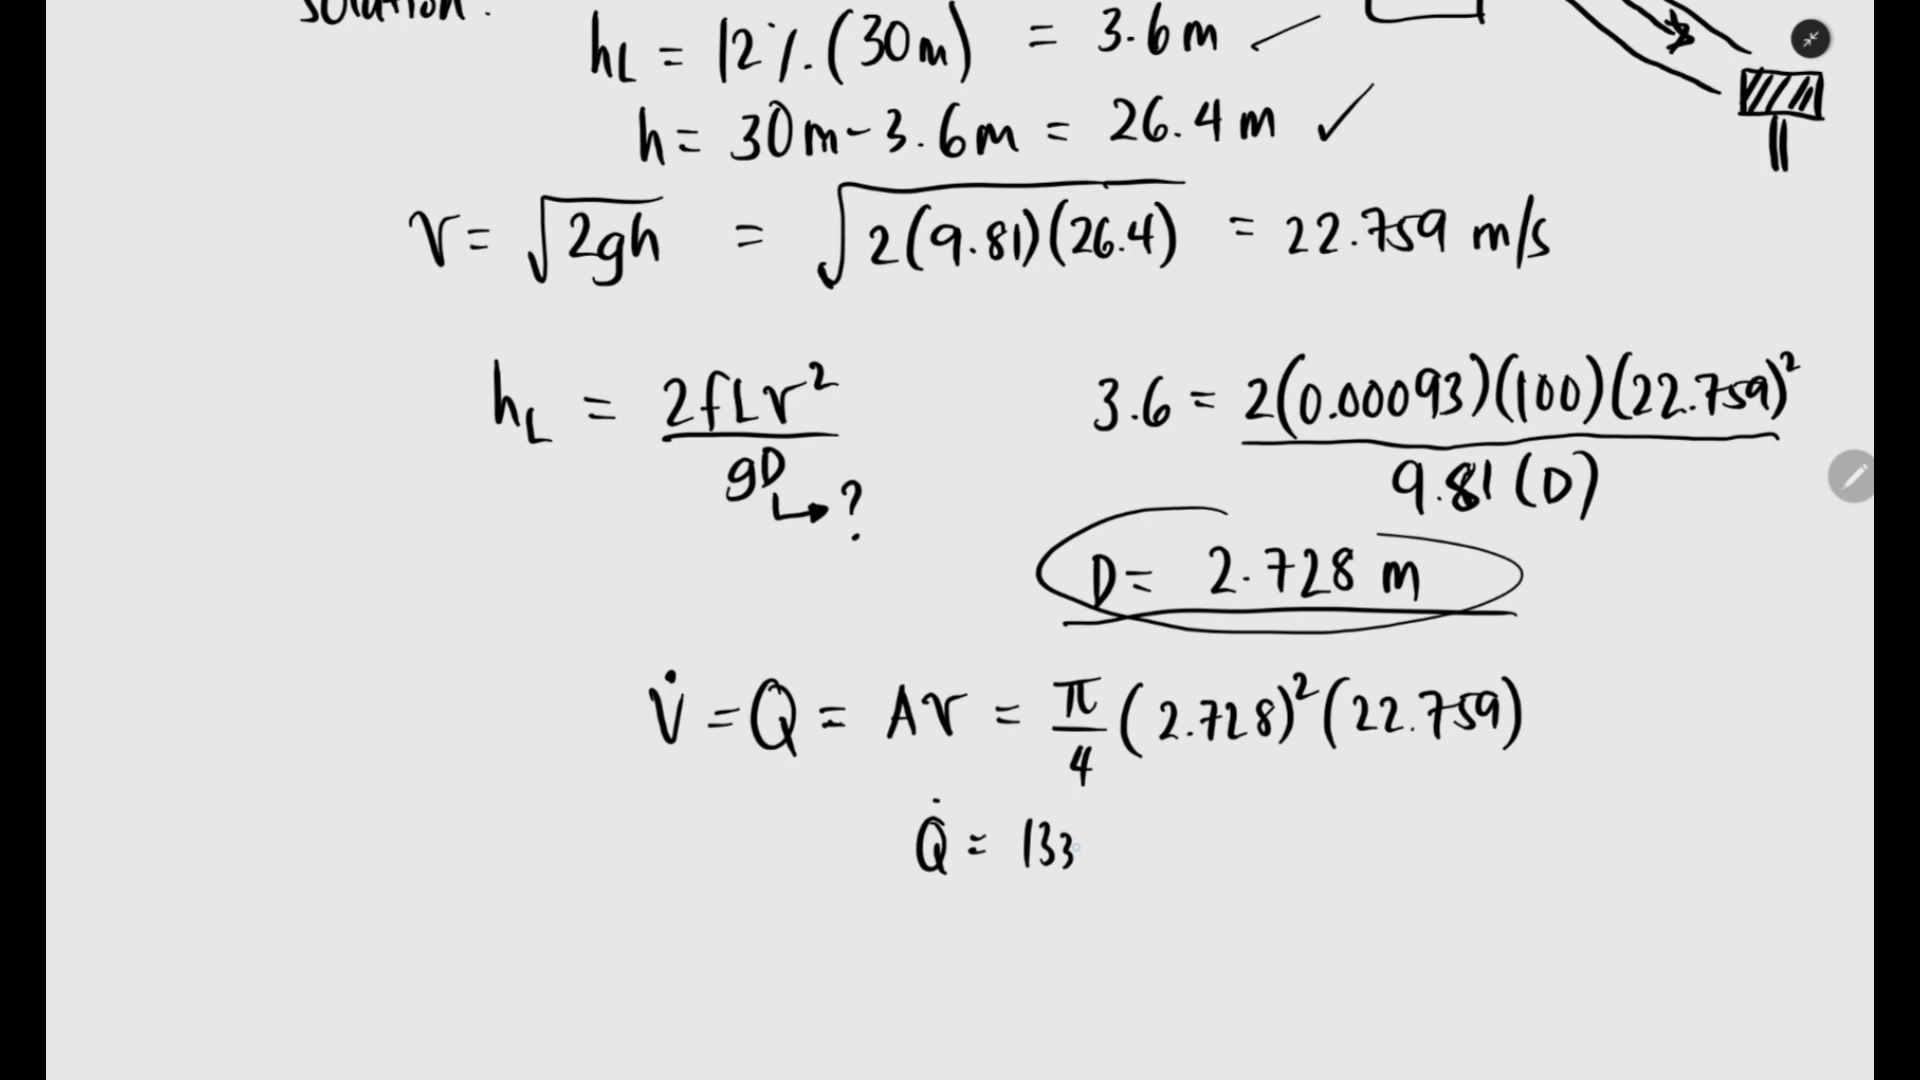 solution.
h_L = 12%(30m) = 3.6m
h = 30m - 3.6m = 26.4m ✓
v = √2gh = √2(9.81)(26.4) = 22.759 m/s
h_L = 2fLv² / gD → ?
3.6 = 2(0.00093)(100)(22.759)² / 9.81(D)
D = 2.728 m
V̇ = Q = Av = π/4 (2.728)²(22.759)
Q̇ = 133